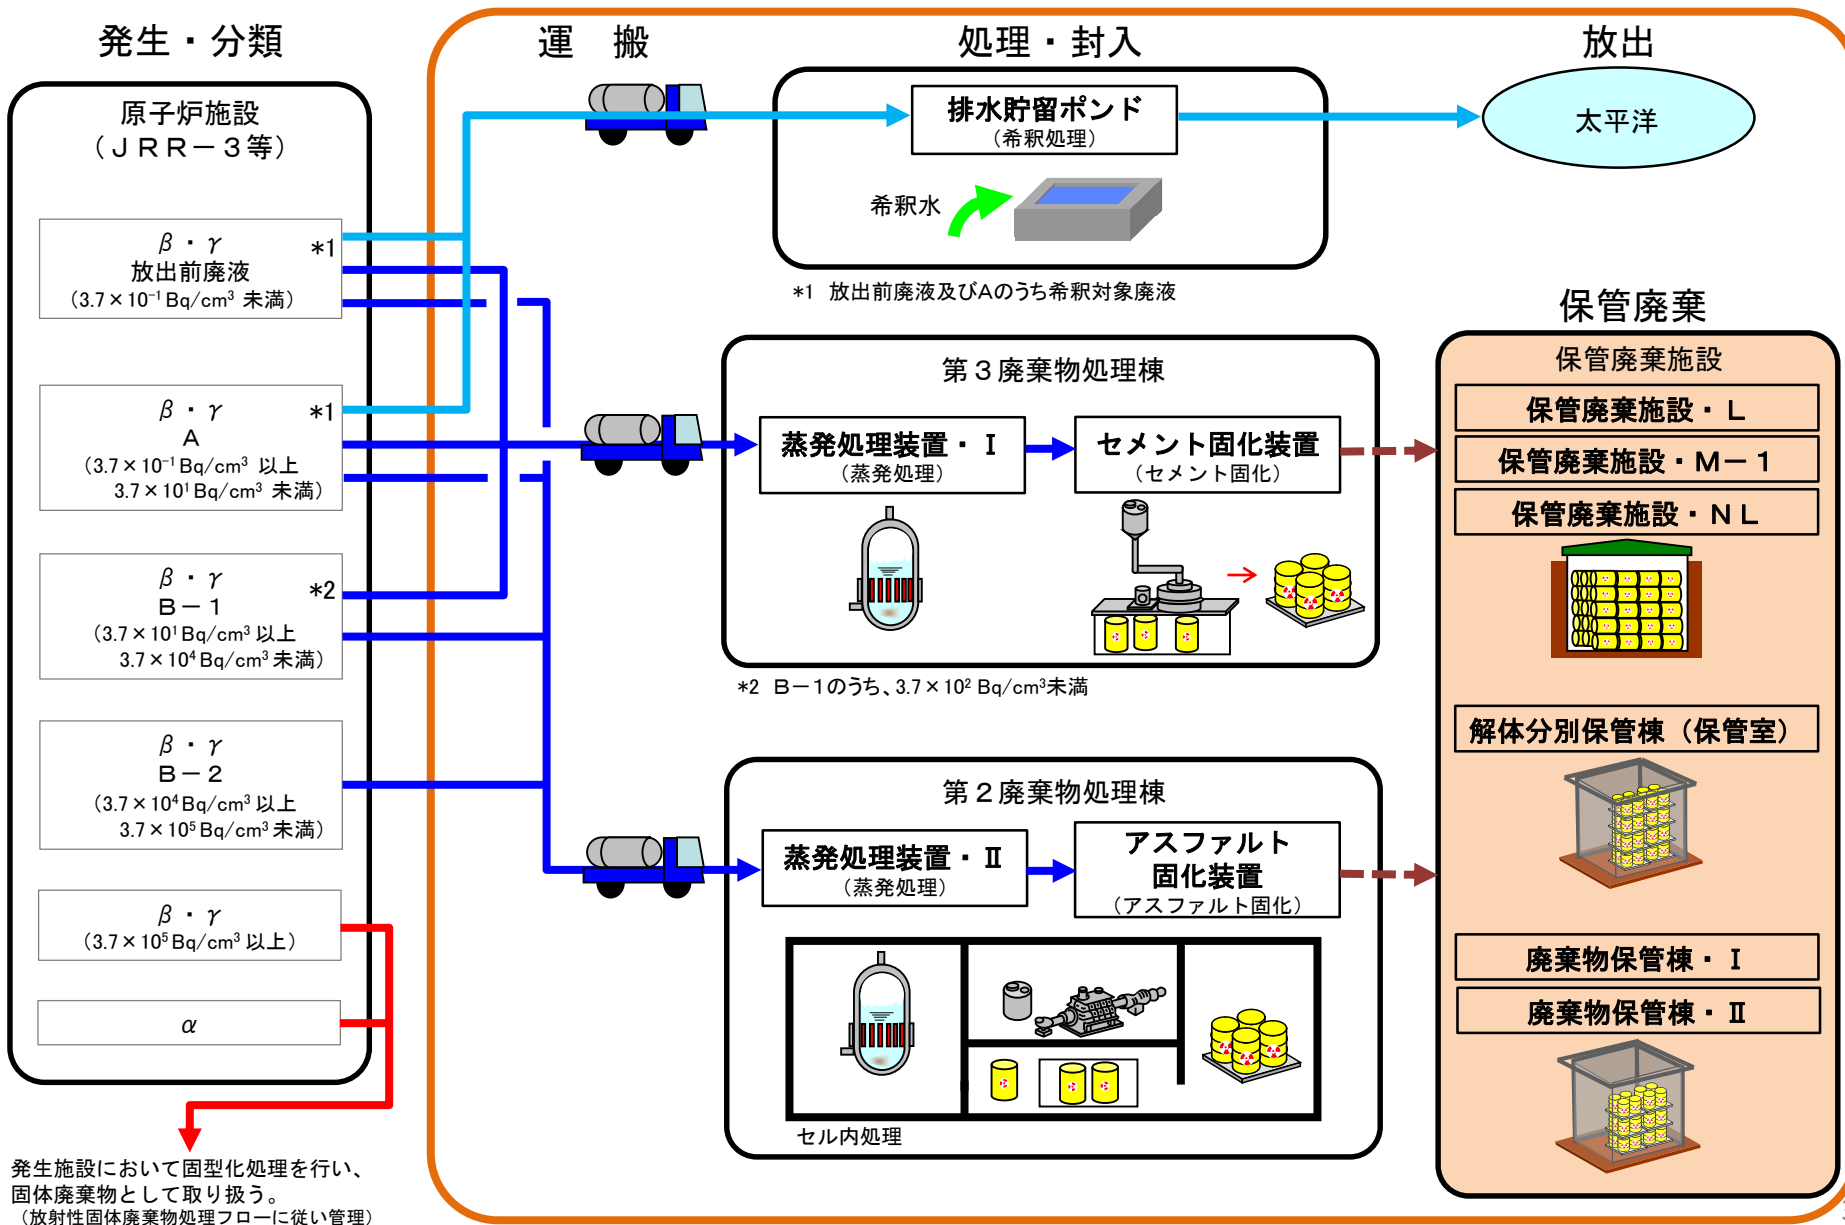 発生・分類
運　搬
処理・封入
放出
原子炉施設
（ＪＲＲ－３等）
β・γ
*1
放出前廃液
（3.7×10⁻¹ Bq/cm³ 未満）
β・γ
*1
A
（3.7×10⁻¹ Bq/cm³ 以上
3.7×10¹ Bq/cm³ 未満）
β・γ
*2
B－1
（3.7×10¹ Bq/cm³ 以上
3.7×10⁴ Bq/cm³ 未満）
β・γ
B－2
（3.7×10⁴ Bq/cm³ 以上
3.7×10⁵ Bq/cm³ 未満）
β・γ
（3.7×10⁵ Bq/cm³ 以上）
α
発生施設において固型化処理を行い、
固体廃棄物として取り扱う。
（放射性固体廃棄物処理フローに従い管理）
排水貯留ポンド
（希釈処理）
希釈水
*1　放出前廃液及びAのうち希釈対象廃液
太平洋
第３廃棄物処理棟
蒸発処理装置・Ⅰ
（蒸発処理）
セメント固化装置
（セメント固化）
*2　B－1のうち、3.7×10² Bq/cm³未満
第２廃棄物処理棟
蒸発処理装置・Ⅱ
（蒸発処理）
アスファルト
固化装置
（アスファルト固化）
セル内処理
保管廃棄
保管廃棄施設
保管廃棄施設・Ｌ
保管廃棄施設・Ｍ－１
保管廃棄施設・ＮＬ
解体分別保管棟（保管室）
廃棄物保管棟・Ⅰ
廃棄物保管棟・Ⅱ